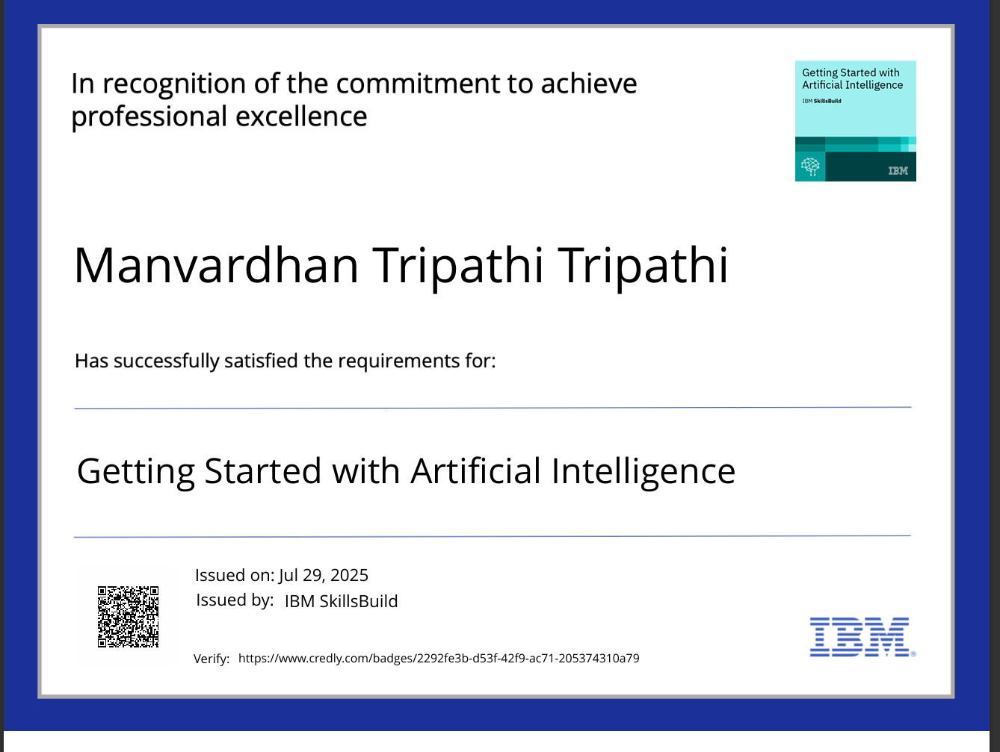 In recognition of the commitment to achieve
professional excellence
Getting Started with
Artificial Intelligence
IBM SkillsBuild
IBM
Manvardhan Tripathi Tripathi
Has successfully satisfied the requirements for:
Getting Started with Artificial Intelligence
Issued on: Jul 29, 2025
Issued by: IBM SkillsBuild
Verify: https://www.credly.com/badges/2292fe3b-d53f-42f9-ac71-205374310a79
IBM®